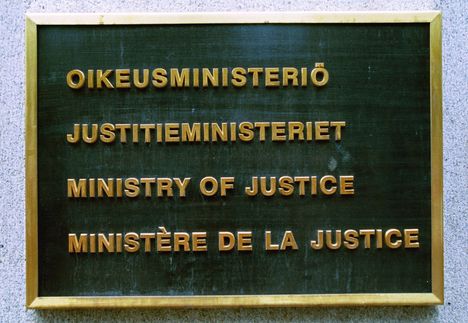 OIKEUSMINISTERIÖ
JUSTITIEMINISTERIET
MINISTRY OF JUSTICE
MINISTÈRE DE LA JUSTICE